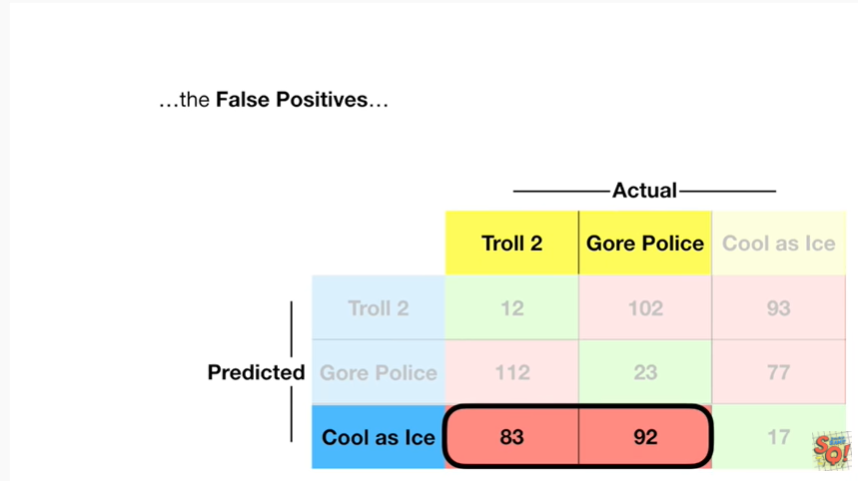 …the False Positives…
Actual
Troll 2 Gore Police Cool as Ice
Troll 2 12 102 93
Predicted Gore Police 112 23 77
Cool as Ice 83 92 17
SQ!